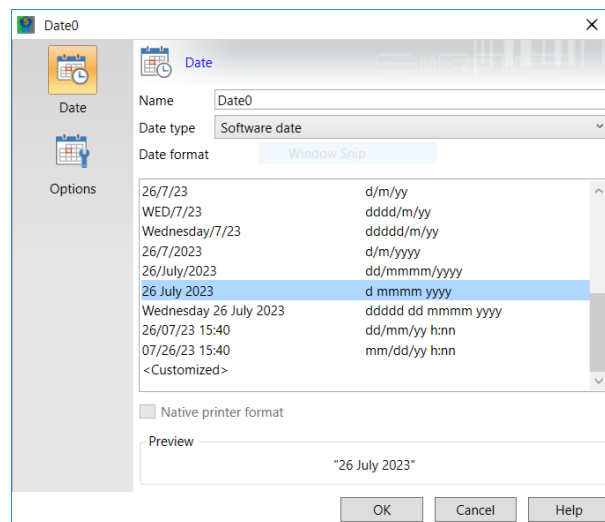 Date0
Date
Date
Options
Name Date0
Date type Software date
Date format Window Snip
26/7/23 d/m/yy
WED/7/23 dddd/m/yy
Wednesday/7/23 ddddd/m/yy
26/7/2023 d/m/yyyy
26/July/2023 dd/mmmm/yyyy
26 July 2023 d mmmm yyyy
Wednesday 26 July 2023 ddddd dd mmmm yyyy
26/07/23 15:40 dd/mm/yy h:nn
07/26/23 15:40 mm/dd/yy h:nn
<Customized>
Native printer format
Preview
"26 July 2023"
OK Cancel Help